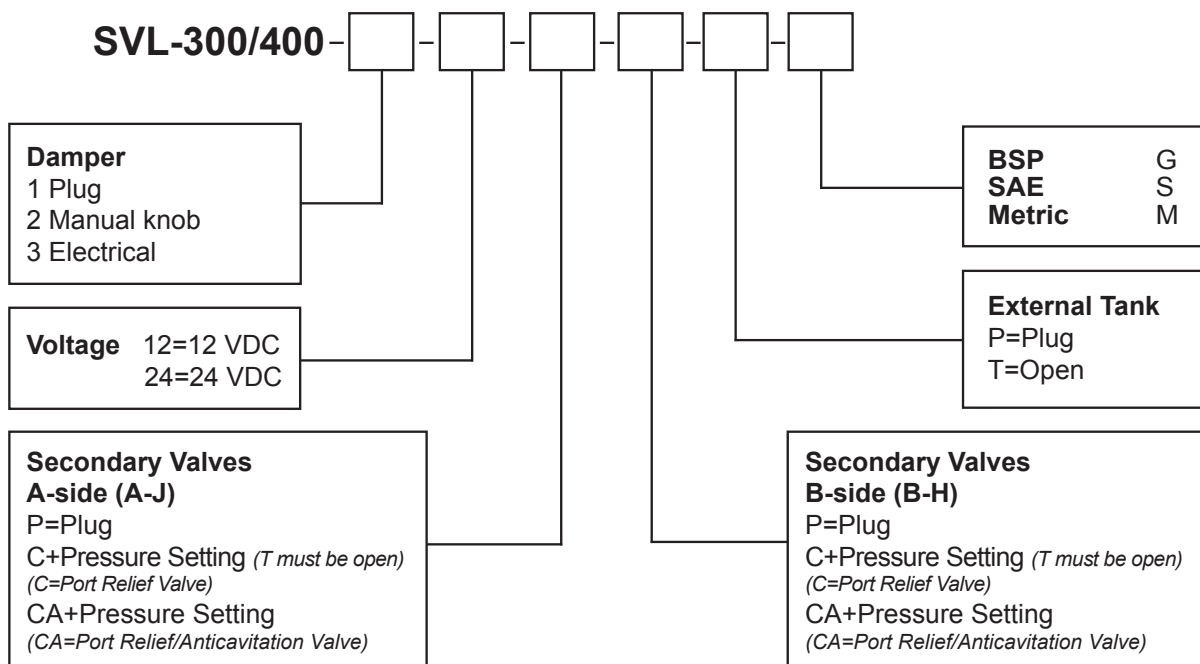 SVL-300/400- - - - - -
Damper
1 Plug
2 Manual knob
3 Electrical
Voltage 12=12 VDC
24=24 VDC
Secondary Valves
A-side (A-J)
P=Plug
C+Pressure Setting (T must be open)
(C=Port Relief Valve)
CA+Pressure Setting
(CA=Port Relief/Anticavitation Valve)
BSP G
SAE S
Metric M
External Tank
P=Plug
T=Open
Secondary Valves
B-side (B-H)
P=Plug
C+Pressure Setting (T must be open)
(C=Port Relief Valve)
CA+Pressure Setting
(CA=Port Relief/Anticavitation Valve)